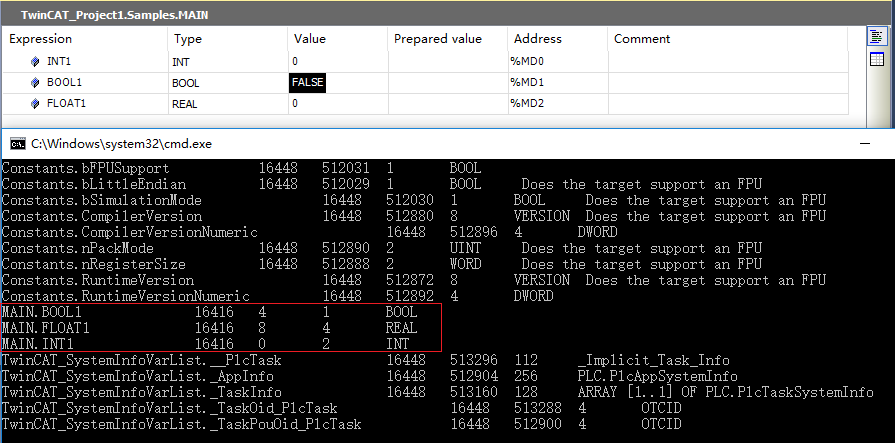 TwinCAT_Project1.Samples.MAIN
Expression Type Value Prepared value Address Comment
INT1 INT 0 %MD0
BOOL1 BOOL FALSE %MD1
FLOAT1 REAL 0 %MD2
C:\Windows\system32\cmd.exe
Constants.bFPUSupport 16448 512031 1 BOOL
Constants.bLittleEndian 16448 512029 1 BOOL Does the target support an FPU
Constants.bSimulationMode 16448 512030 1 BOOL Does the target support an FPU
Constants.CompilerVersion 16448 512880 8 VERSION Does the target support an FPU
Constants.CompilerVersionNumeric 16448 512896 4 DWORD
Constants.nPackMode 16448 512890 2 UINT Does the target support an FPU
Constants.nRegisterSize 16448 512888 2 WORD Does the target support an FPU
Constants.RuntimeVersion 16448 512872 8 VERSION Does the target support an FPU
Constants.RuntimeVersionNumeric 16448 512892 4 DWORD
MAIN.BOOL1 16416 4 1 BOOL
MAIN.FLOAT1 16416 8 4 REAL
MAIN.INT1 16416 0 2 INT
TwinCAT_SystemInfoVarList.__PlcTask 16448 513296 112 _Implicit_Task_Info
TwinCAT_SystemInfoVarList._AppInfo 16448 512904 256 PLC.PlcAppSystemInfo
TwinCAT_SystemInfoVarList._TaskInfo 16448 513160 128 ARRAY [1..1] OF PLC.PlcTaskSystemInfo
TwinCAT_SystemInfoVarList._TaskOid_PlcTask 16448 513288 4 OTCID
TwinCAT_SystemInfoVarList._TaskPouOid_PlcTask 16448 512900 4 OTCID